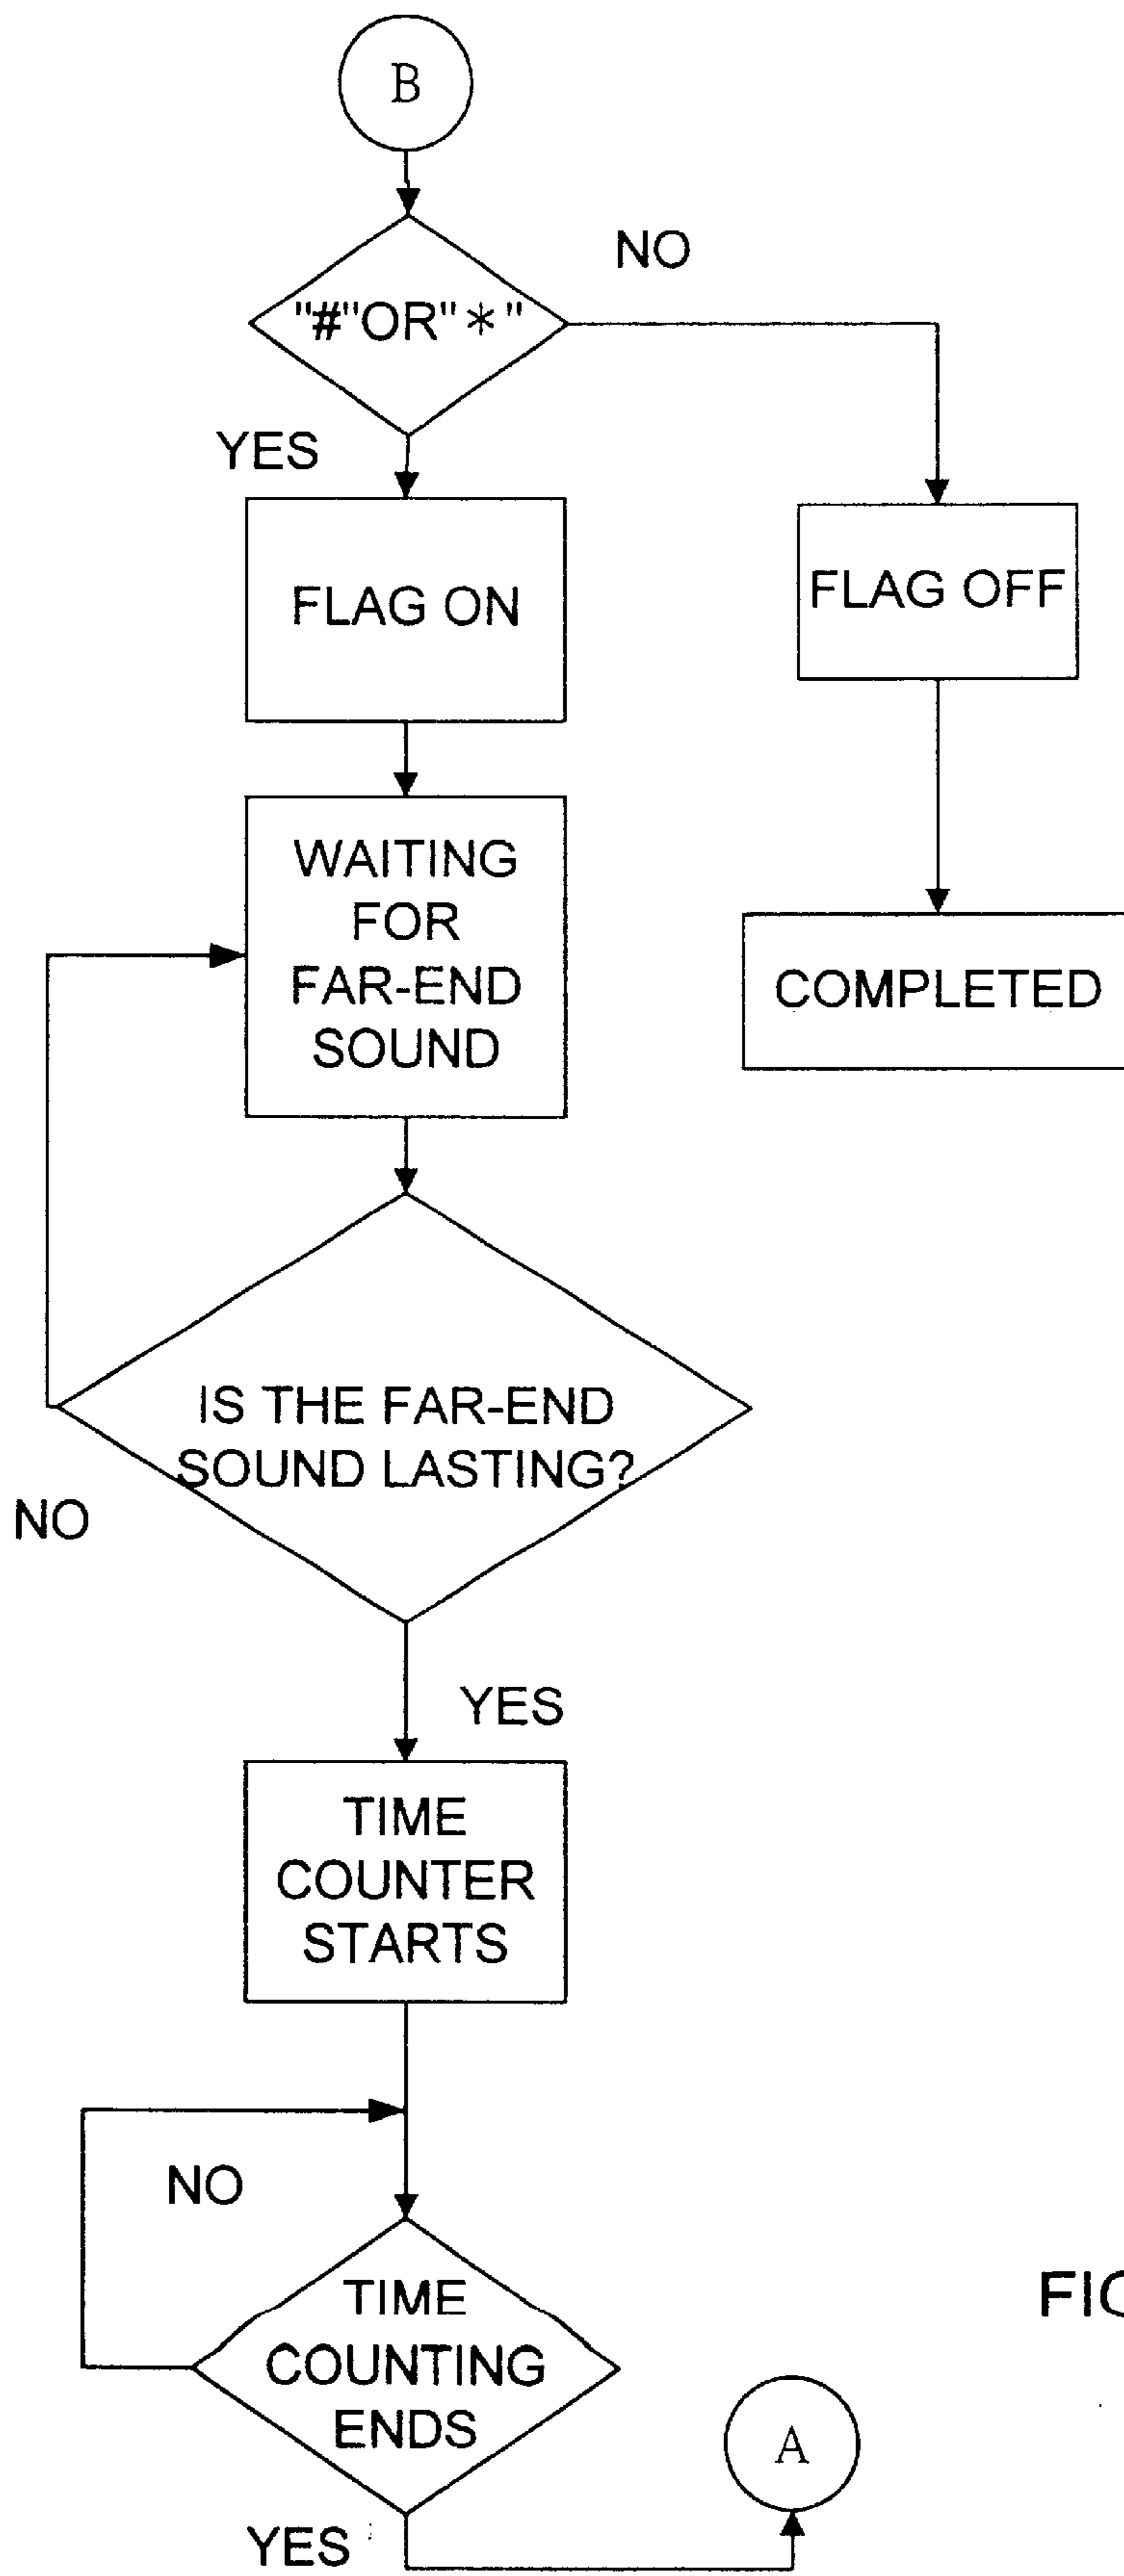 B
"#"OR"*"
NO
YES
FLAG ON
FLAG OFF
WAITING
FOR
FAR-END
SOUND
COMPLETED
IS THE FAR-END
SOUND LASTING?
NO
YES
TIME
COUNTER
STARTS
NO
TIME
COUNTING
ENDS
YES
A